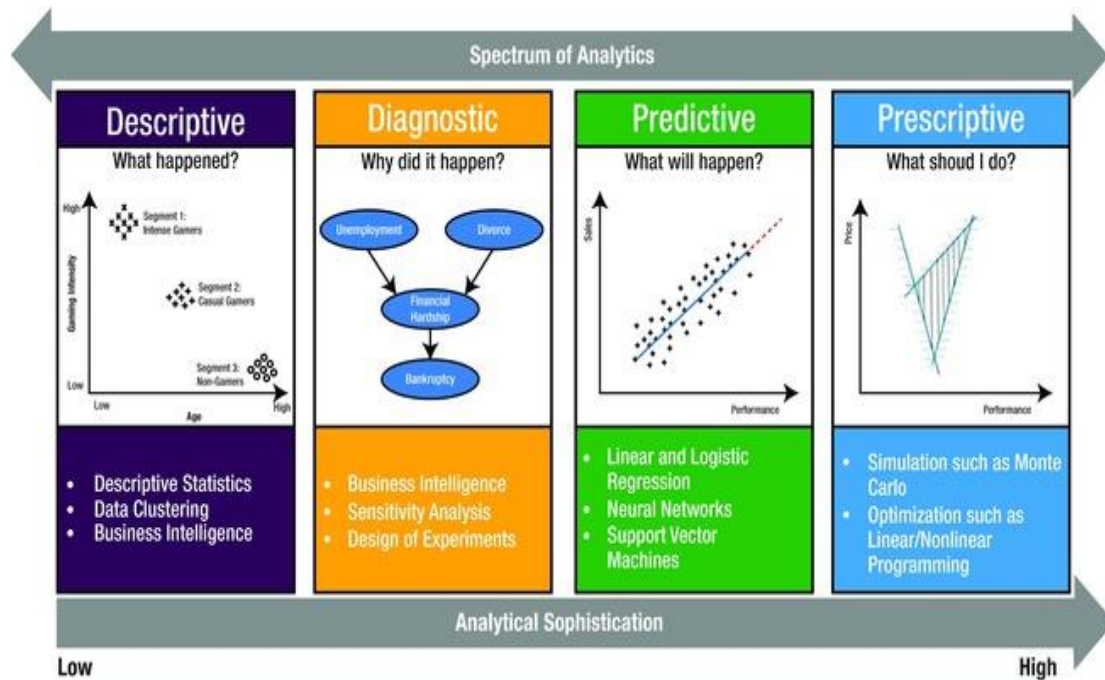 Spectrum of Analytics
Descriptive
What happened?
High
Segment 1:
Intense Gamers
Segment 2:
Casual Gamers
Segment 3:
Non-Gamers
Gaming Intensity
Low
Low
High
Age
Descriptive Statistics
Data Clustering
Business Intelligence
Diagnostic
Why did it happen?
Unemployment
Divorce
Financial
Hardship
Bankruptcy
Business Intelligence
Sensitivity Analysis
Design of Experiments
Predictive
What will happen?
Sales
Performance
Linear and Logistic
Regression
Neural Networks
Support Vector
Machines
Prescriptive
What shoud I do?
Price
Performance
Simulation such as Monte
Carlo
Optimization such as
Linear/Nonlinear
Programming
Analytical Sophistication
Low
High